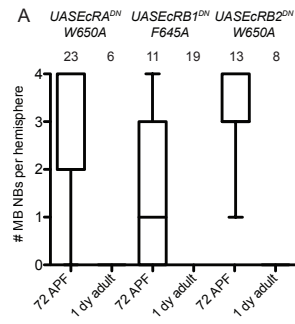 A
UASEcRA^DN UASEcRB1^DN UASEcRB2^DN
W650A F645A W650A
23 6 11 19 13 8
4
3
2
1
0
# MB NBs per hemisphere
72 APF 1 dy adult 72 APF 1 dy adult 72 APF 1 dy adult